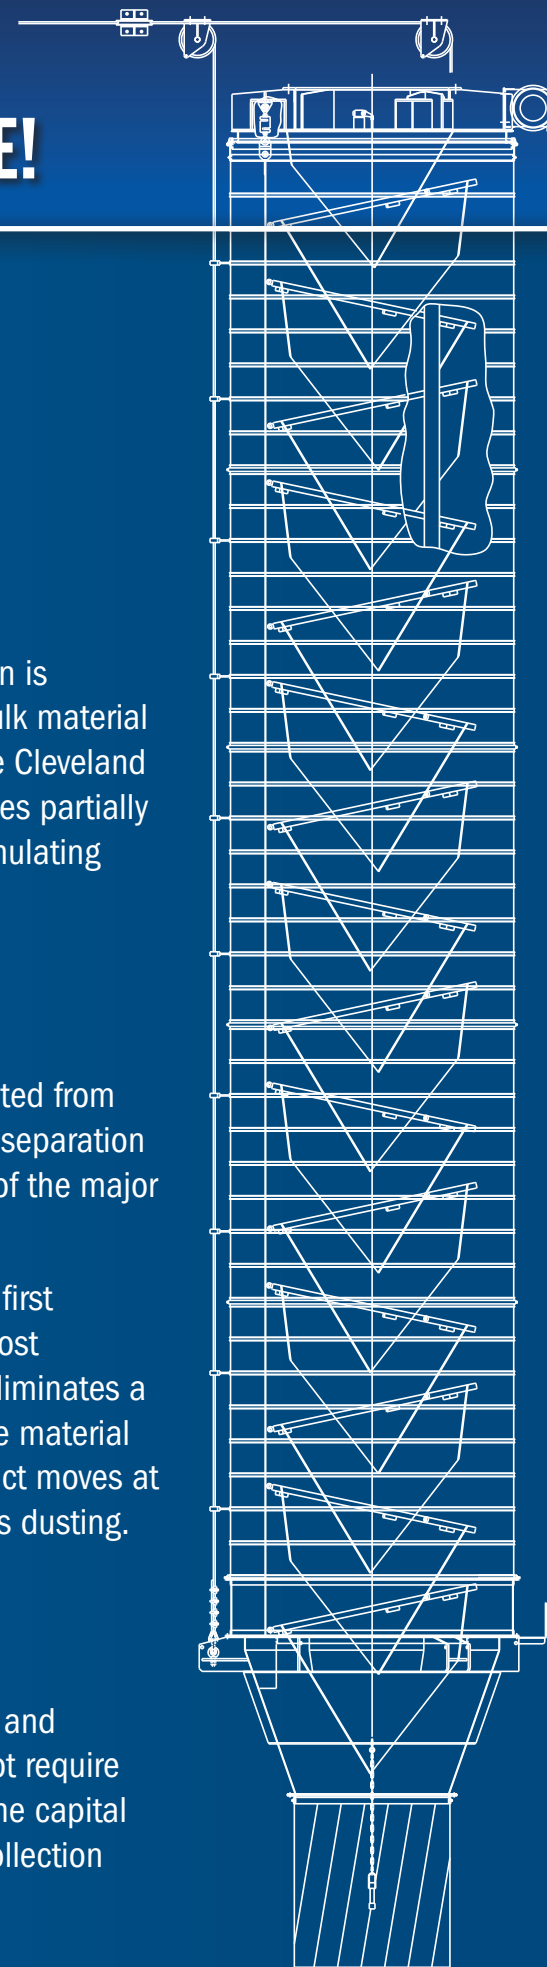 E!
n is
ulk material
e Cleveland
es partially
nulating
ted from
separation
of the major
first
ost
liminates a
e material
ct moves at
s dusting.
and
ot require
ne capital
ollection